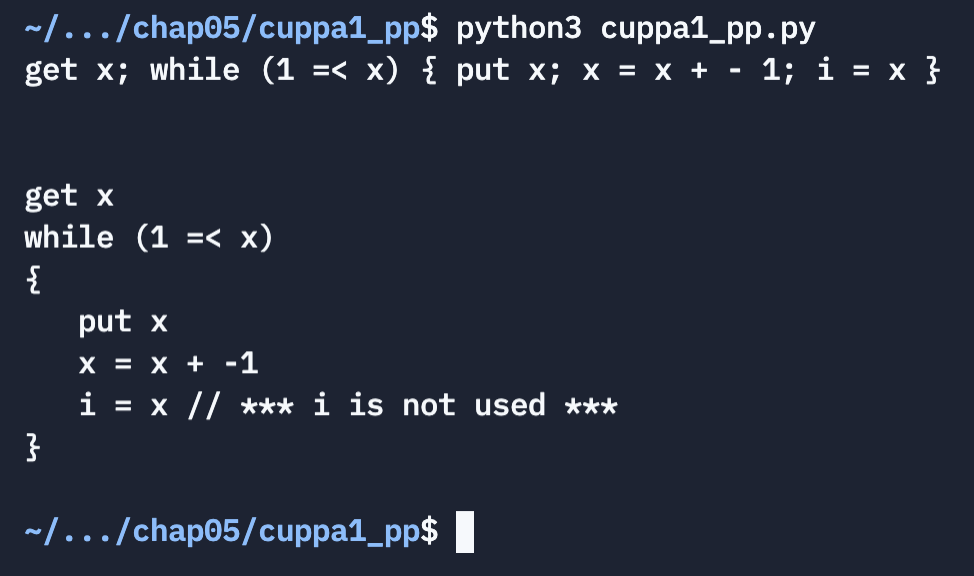 ~/.../chap05/cuppa1_pp$ python3 cuppa1_pp.py
get x; while (1 =< x) { put x; x = x + - 1; i = x }
get x
while (1 =< x)
{
put x
x = x + -1
i = x // *** i is not used ***
}
~/.../chap05/cuppa1_pp$